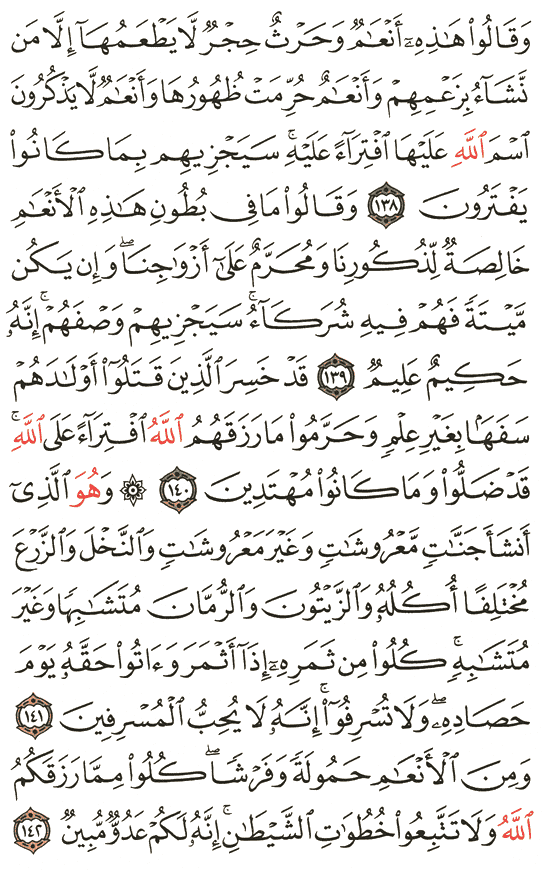 وَقَالُوا۟ هَـٰذِهِۦٓ أَنْعَـٰمٌ وَحَرْثٌ حِجْرٌ لَّا يَطْعَمُهَآ إِلَّا مَن
نَّشَآءُ بِزَعْمِهِمْ وَأَنْعَـٰمٌ حُرِّمَتْ ظُهُورُهَا وَأَنْعَـٰمٌ لَّا يَذْكُرُونَ
ٱسْمَ ٱللَّهِ عَلَيْهَا ٱفْتِرَآءً عَلَيْهِ ۚ سَيَجْزِيهِم بِمَا كَانُوا۟
يَفْتَرُونَ ١٣٨ وَقَالُوا۟ مَا فِى بُطُونِ هَـٰذِهِ ٱلْأَنْعَـٰمِ
خَالِصَةٌ لِّذُكُورِنَا وَمُحَرَّمٌ عَلَىٰٓ أَزْوَٰجِنَا ۖ وَإِن يَكُن
مَّيْتَةً فَهُمْ فِيهِ شُرَكَآءُ ۚ سَيَجْزِيهِمْ وَصْفَهُمْ ۚ إِنَّهُۥ
حَكِيمٌ عَلِيمٌ ١٣٩ قَدْ خَسِرَ ٱلَّذِينَ قَتَلُوٓا۟ أَوْلَـٰدَهُمْ
سَفَهًۢا بِغَيْرِ عِلْمٍ وَحَرَّمُوا۟ مَا رَزَقَهُمُ ٱللَّهُ ٱفْتِرَآءً عَلَى ٱللَّهِ ۚ
قَدْ ضَلُّوا۟ وَمَا كَانُوا۟ مُهْتَدِينَ ١٤٠ ۞ وَهُوَ ٱلَّذِىٓ
أَنشَأَ جَنَّـٰتٍ مَّعْرُوشَـٰتٍ وَغَيْرَ مَعْرُوشَـٰتٍ وَٱلنَّخْلَ وَٱلزَّرْعَ
مُخْتَلِفًا أُكُلُهُۥ وَٱلزَّيْتُونَ وَٱلرُّمَّانَ مُتَشَـٰبِهًا وَغَيْرَ
مُتَشَـٰبِهٍ ۚ كُلُوا۟ مِن ثَمَرِهِۦٓ إِذَآ أَثْمَرَ وَءَاتُوا۟ حَقَّهُۥ يَوْمَ
حَصَادِهِۦ ۖ وَلَا تُسْرِفُوٓا۟ ۚ إِنَّهُۥ لَا يُحِبُّ ٱلْمُسْرِفِينَ ١٤١
وَمِنَ ٱلْأَنْعَـٰمِ حَمُولَةً وَفَرْشًا ۚ كُلُوا۟ مِمَّا رَزَقَكُمُ
ٱللَّهُ وَلَا تَتَّبِعُوا۟ خُطُوَٰتِ ٱلشَّيْطَـٰنِ ۚ إِنَّهُۥ لَكُمْ عَدُوٌّ مُّبِينٌ ١٤٢